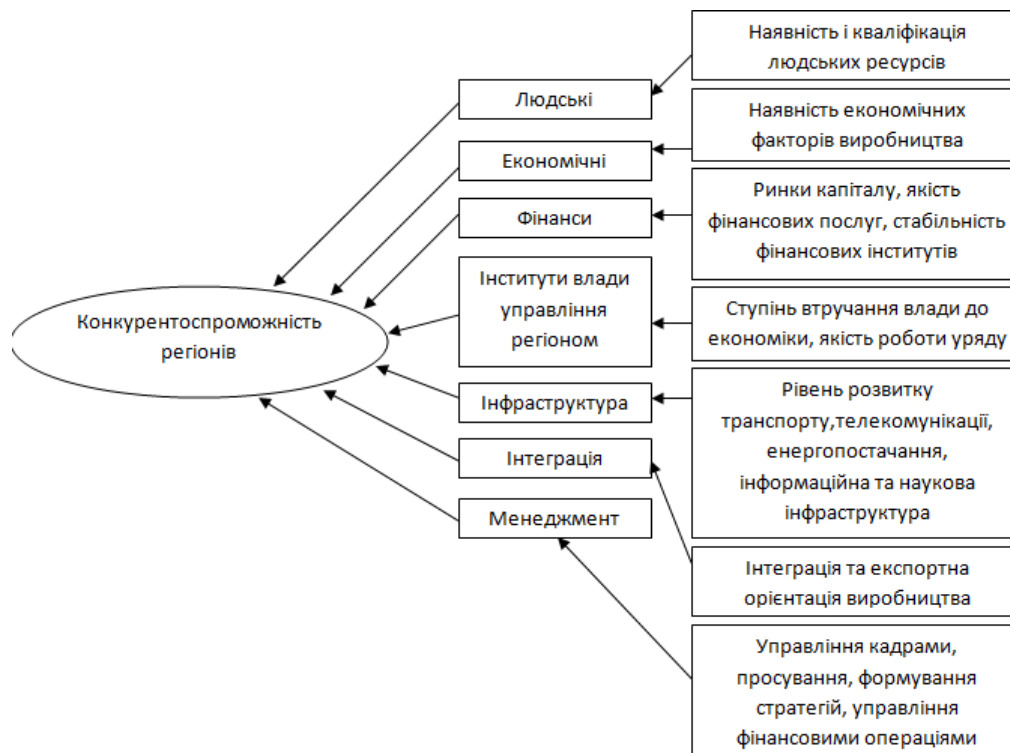 Наявність і кваліфікація
людських ресурсів
Людські
Наявність економічних
факторів виробництва
Економічні
Ринки капіталу, якість
фінансових послуг, стабільність
фінансових інститутів
Фінанси
Інститути влади
управління
регіоном
Ступінь втручання влади до
економіки, якість роботи уряду
Конкурентоспроможність
регіонів
Рівень розвитку
транспорту,телекомунікації,
енергопостачання,
інформаційна та наукова
інфраструктура
Інфраструктура
Інтеграція
Менеджмент
Інтеграція та експортна
орієнтація виробництва
Управління кадрами,
просування, формування
стратегій, управління
фінансовими операціями